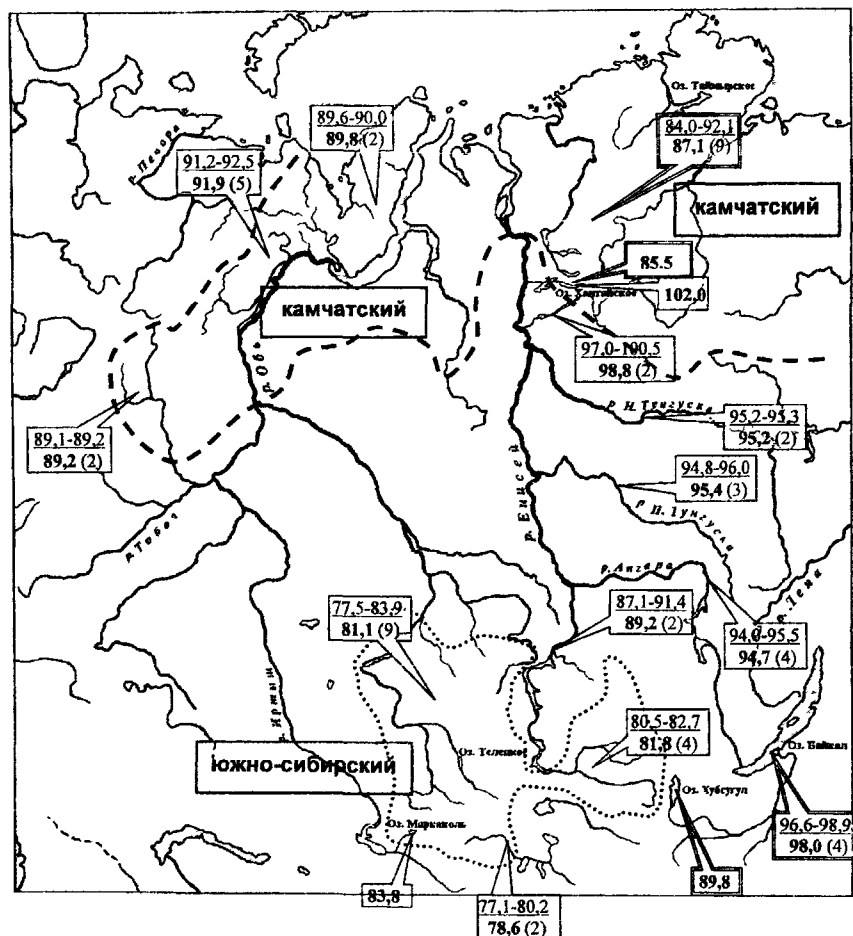 Оз. Таймырское
р. Печора
89,6-90,0
89,8 (2)
84,0-92,1
87,1 (9)
91,2-92,5
91,9 (5)
камчатский
85.5
Оз. Хантайское
102,0
камчатский
р. Обь
97,0-100,5
98,8 (2)
р. Н. Тунгуска
95,2-95,3
95,2 (2)
89,1-89,2
89,2 (2)
94,8-96,0
95,4 (3)
р. Енисей
р. П. Тунгуска
р. Тобол
р. Ангара
р. Лена
77,5-83,9
81,1 (9)
87,1-91,4
89,2 (2)
94,0-95,5
94,7 (4)
р. Иртыш
80,5-82,7
81,8 (4)
Оз. Телецкое
Оз. Байкал
южно-сибирский
Оз. Хубсугул
Оз. Маркаколь
96,6-98,9
98,0 (4)
89,8
83,8
77,1-80,2
78,6 (2)